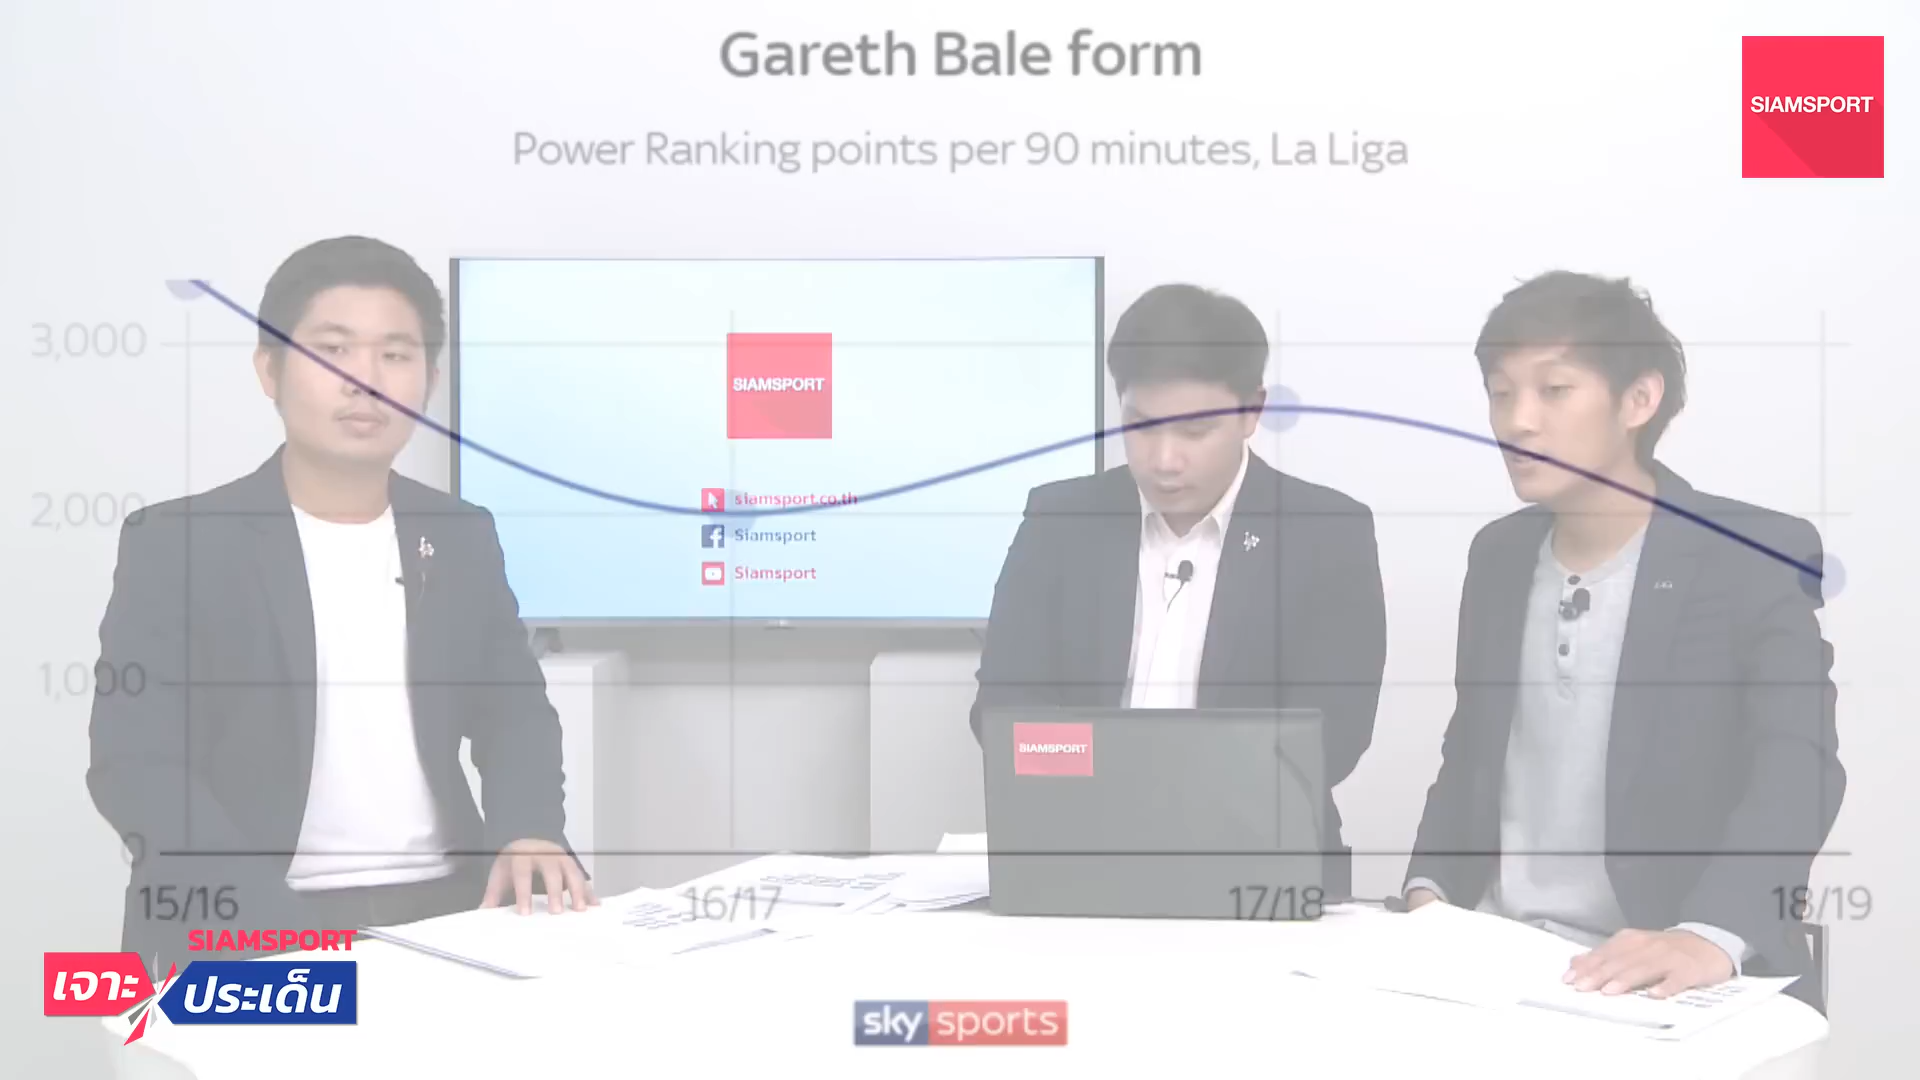 Gareth Bale form
Power Ranking points per 90 minutes, La Liga
SIAMSPORT
3,000
2,000
1,000
0
15/16
16/17
17/18
18/19
SIAMSPORT
siamsport.co.th
Siamsport
Siamsport
SIAMSPORT
SIAMSPORT
เจาะ
ประเด็น
sky sports